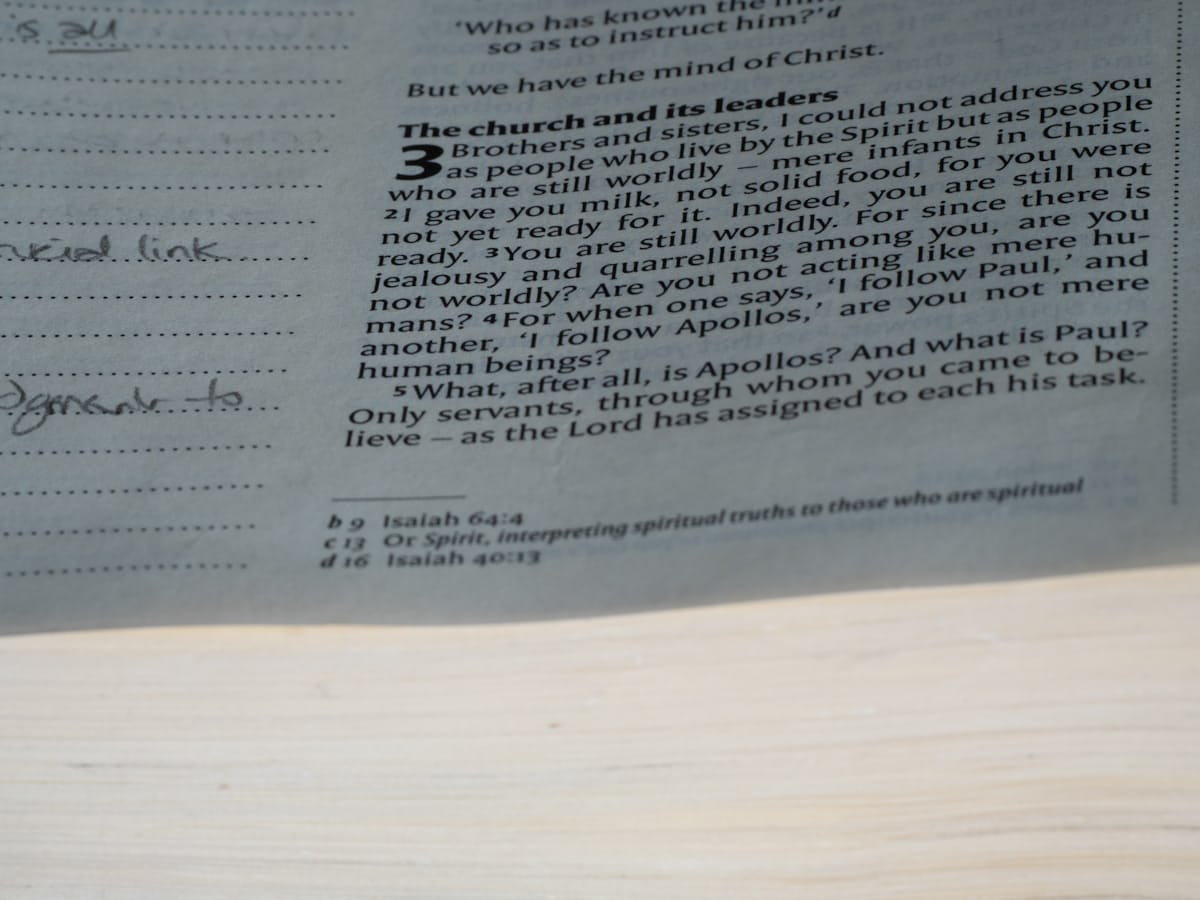 s all
ucial link
to
'Who has known the
so as to instruct him?'d
But we have the mind of Christ.
The church and its leaders
3 Brothers and sisters, I could not address you
as people who live by the Spirit but as people
who are still worldly – mere infants in Christ.
2 I gave you milk, not solid food, for you were
not yet ready for it. Indeed, you are still not
ready. 3 You are still worldly. For since there is
jealousy and quarrelling among you, are you
not worldly? Are you not acting like mere hu-
mans? 4 For when one says, 'I follow Paul,' and
another, 'I follow Apollos,' are you not mere
human beings?
5 What, after all, is Apollos? And what is Paul?
Only servants, through whom you came to be-
lieve – as the Lord has assigned to each his task.
b 9 Isaiah 64:4
c 13 Or Spirit, interpreting spiritual truths to those who are spiritual
d 16 Isaiah 40:13